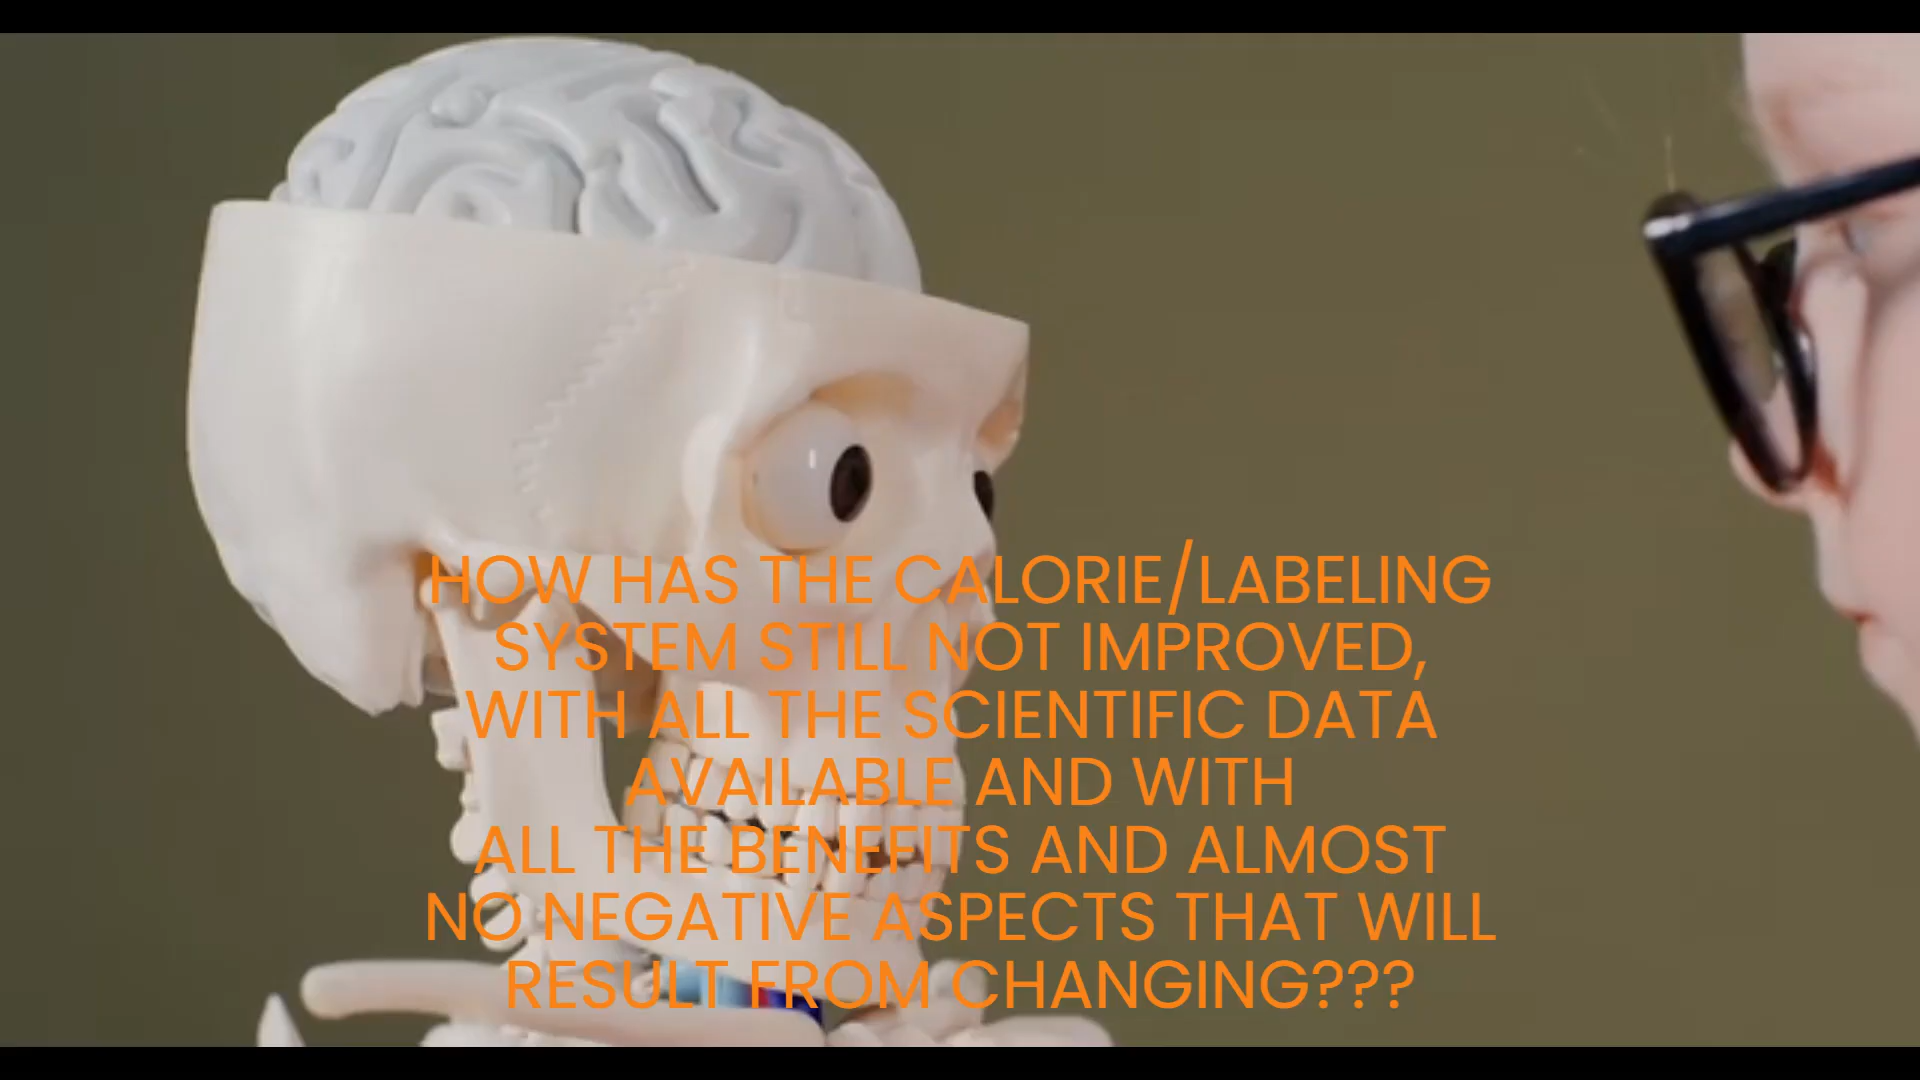 HOW HAS THE CALORIE/LABELING
SYSTEM STILL NOT IMPROVED,
WITH ALL THE SCIENTIFIC DATA
AVAILABLE AND WITH
ALL THE BENEFITS AND ALMOST
NO NEGATIVE ASPECTS THAT WILL
RESULT FROM CHANGING???